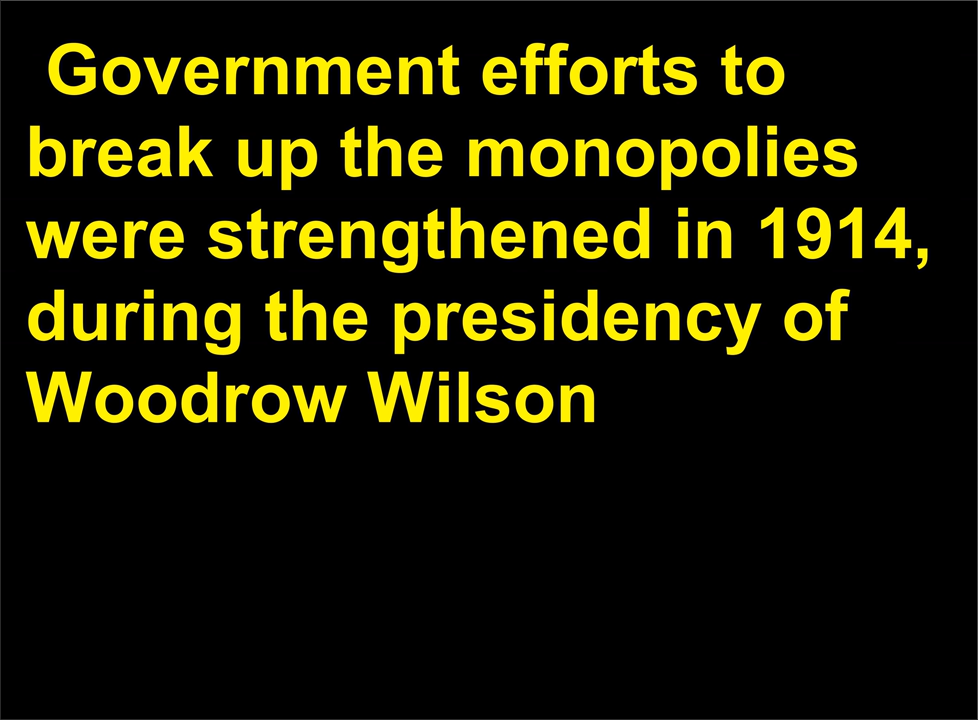 Government efforts to
break up the monopolies
were strengthened in 1914,
during the presidency of
Woodrow Wilson